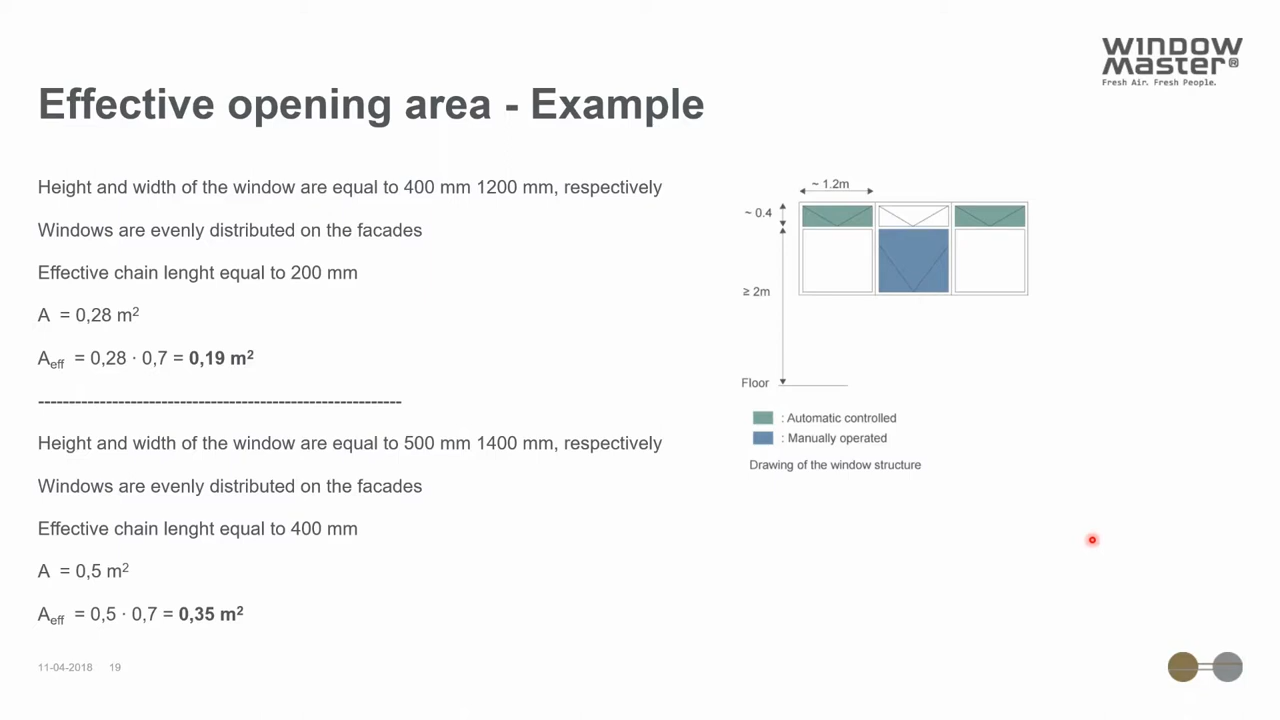 WINDOW
Master®
Fresh Air. Fresh People.
Effective opening area - Example
Height and width of the window are equal to 400 mm 1200 mm, respectively
Windows are evenly distributed on the facades
Effective chain lenght equal to 200 mm
A = 0,28 m²
Aeff = 0,28 · 0,7 = 0,19 m²
-----------------------------------------------------------
Height and width of the window are equal to 500 mm 1400 mm, respectively
Windows are evenly distributed on the facades
Effective chain lenght equal to 400 mm
A = 0,5 m²
Aeff = 0,5 · 0,7 = 0,35 m²
~ 1.2m
~ 0.4
≥ 2m
Floor
: Automatic controlled
: Manually operated
Drawing of the window structure
11-04-2018 19